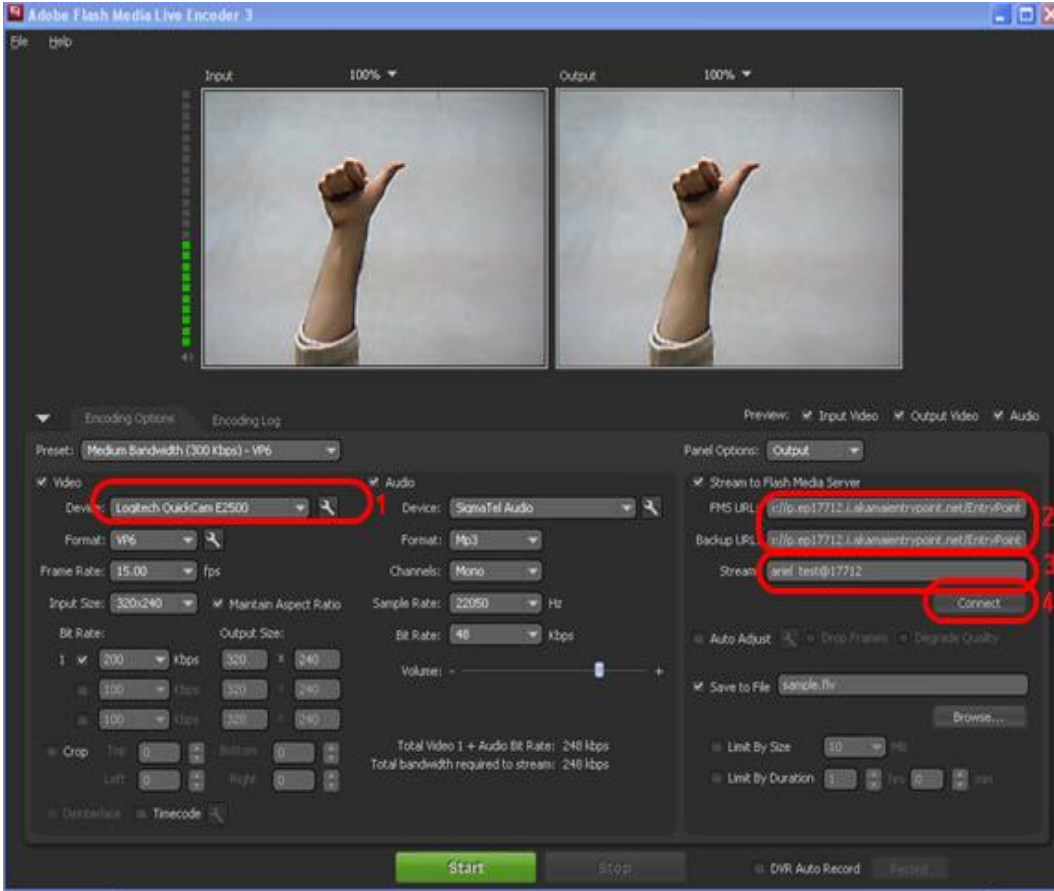 Adobe Flash Media Live Encoder 3
File Help
Input 100% Output 100%
Encoding Options Encoding Log
Preview: Input Video Output Video Audio
Preset: Medium Bandwidth (300 Kbps) - VP6
Panel Options: Output
Video
Device: Logitech QuickCam E2500 1
Format: VP6
Frame Rate: 15.00 fps
Input Size: 320x240 Maintain Aspect Ratio
Bit Rate: Output Size:
1 200 Kbps 320 x 240
100 Kbps 320 x 240
100 Kbps 320 x 240
Crop Top 0 Bottom 0
Left 0 Right 0
Deinterlace Timecode
Audio
Device: SigmaTel Audio
Format: Mp3
Channels: Mono
Sample Rate: 22050 Hz
Bit Rate: 48 Kbps
Volume: - +
Total Video 1 + Audio Bit Rate: 248 kbps
Total bandwidth required to stream: 248 kbps
Stream to Flash Media Server
FMS URL: ://p.ep17712.i.akamaientrypoint.net/EntryPoint 2
Backup URL: ://p.ep17712.i.akamaientrypoint.net/EntryPoint
Stream: ariel test@17712 3
Connect 4
Auto Adjust Drop Frames Degrade Quality
Save to File sample.flv
Browse...
Limit By Size 10 MB
Limit By Duration 1 hrs 0 min
Start Stop
DVR Auto Record Record